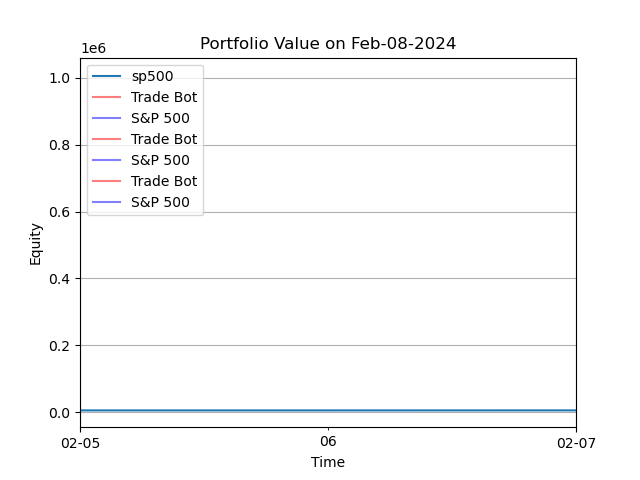 Portfolio Value on Feb-08-2024
1e6
1.0
0.8
0.6
0.4
0.2
0.0
Equity
sp500
Trade Bot
S&P 500
Trade Bot
S&P 500
Trade Bot
S&P 500
02-05
06
02-07
Time